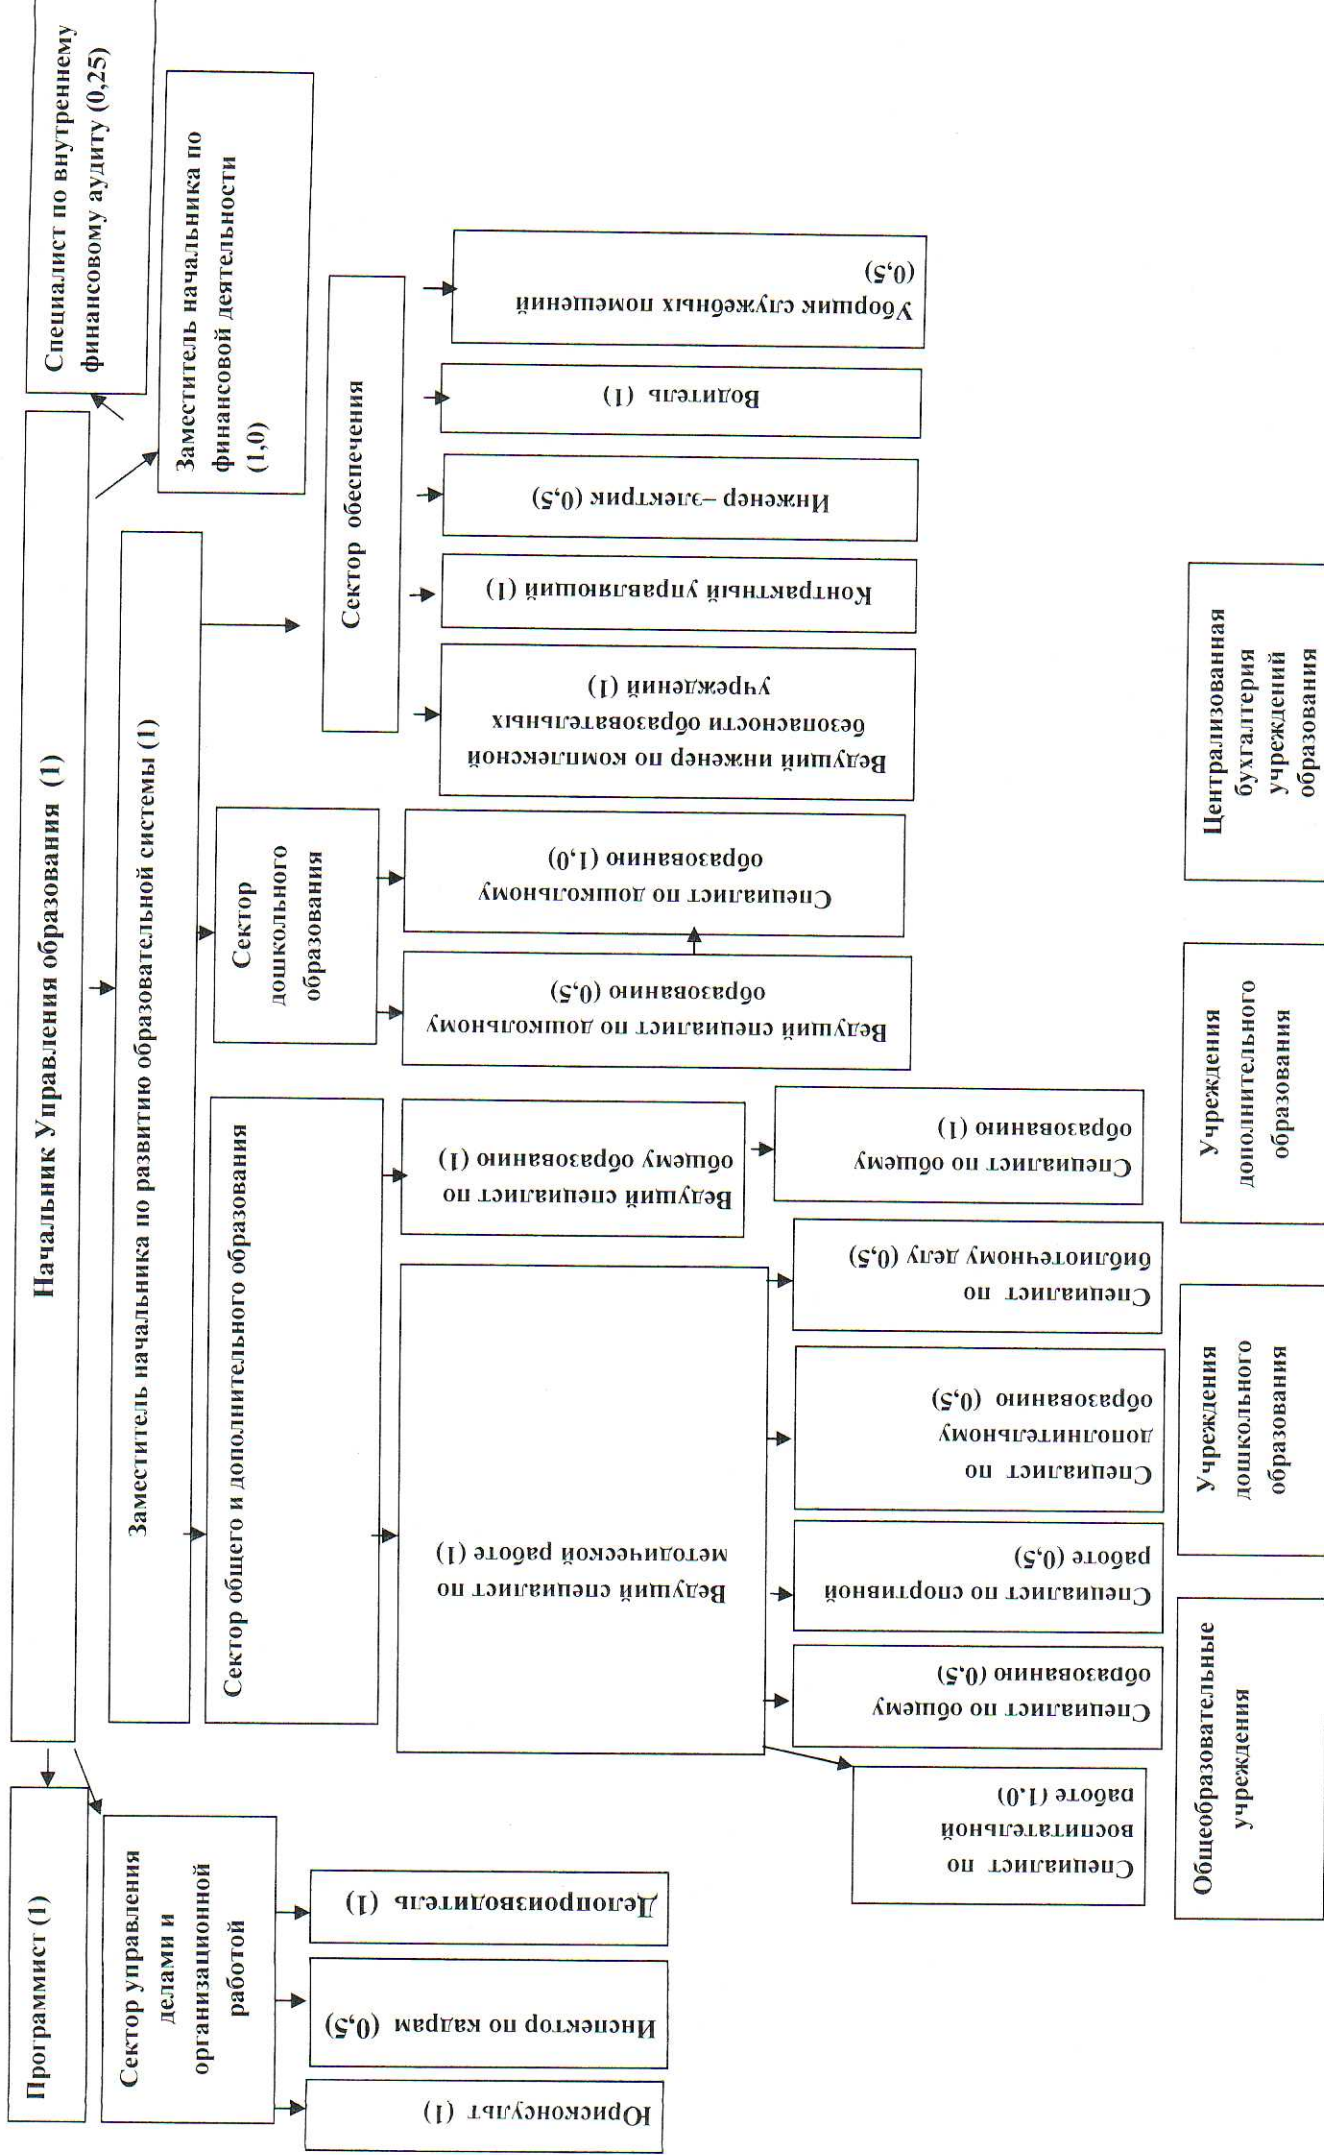 Начальник Управления образования (1)
Программист (1)
Специалист по внутреннему
финансовому аудиту (0,25)
Заместитель начальника по развитию образовательной системы (1)
Заместитель начальника по
финансовой деятельности
(1,0)
Сектор управления
делами и
организационной
работой
Юрисконсульт (1)
Инспектор по кадрам (0,5)
Делопроизводитель (1)
Сектор общего и дополнительного образования
Сектор
дошкольного
образования
Сектор обеспечения
Ведущий специалист по
методической работе (1)
Ведущий специалист по
общему образованию (1)
Ведущий специалист по дошкольному
образованию (0,5)
Специалист по дошкольному
образованию (1,0)
Ведущий инженер по комплексной
безопасности образовательных
учреждений (1)
Контрактный управляющий (1)
Инженер –электрик (0,5)
Водитель (1)
Уборщик служебных помещений
(0,5)
Специалист по
воспитательной
работе (1.0)
Специалист по общему
образованию (0,5)
Специалист по спортивной
работе (0,5)
Специалист по
дополнительному
образованию (0,5)
Специалист по
библиотечному делу (0,5)
Специалист по общему
образованию (1)
Общеобразовательные
учреждения
Учреждения
дошкольного
образования
Учреждения
дополнительного
образования
Централизованная
бухгалтерия
учреждений
образования